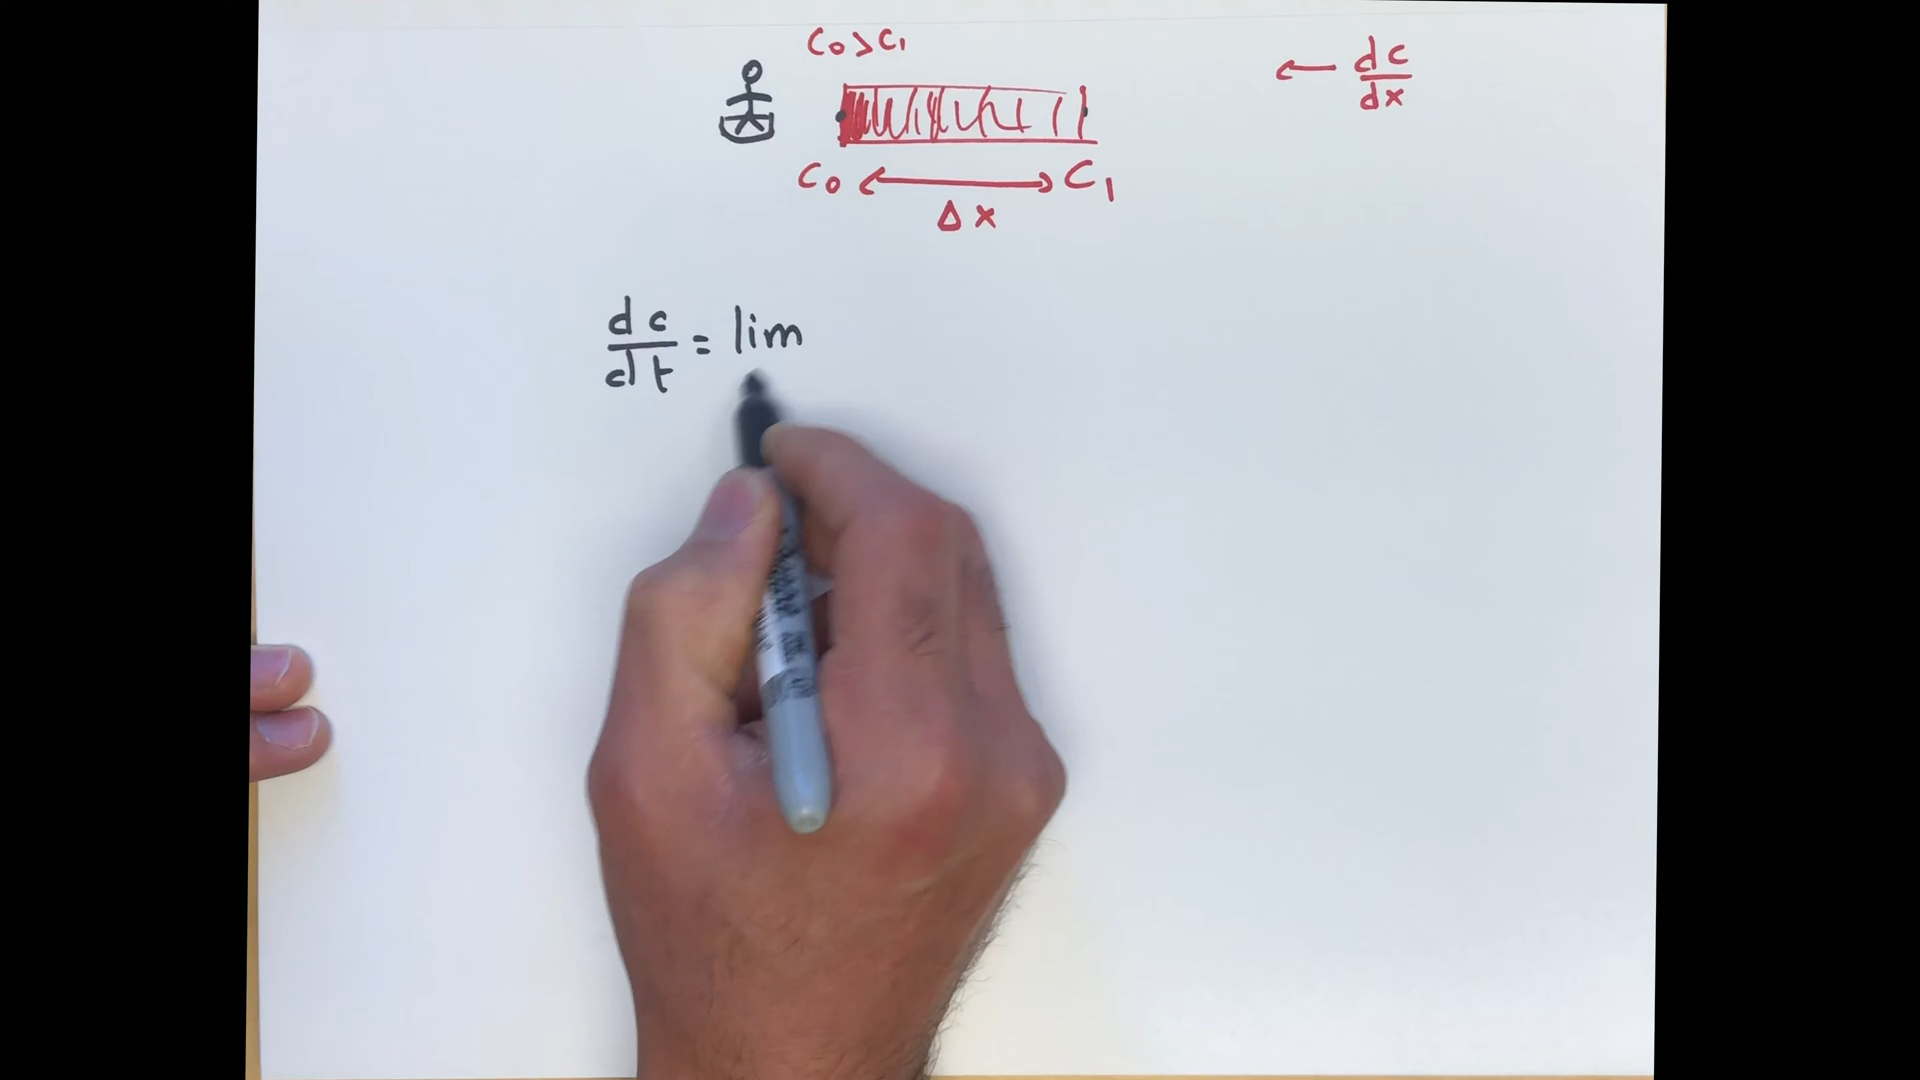 C₀ > C₁
← dc/dx
C₀ ↔ C₁
Δx
dc/dt = lim